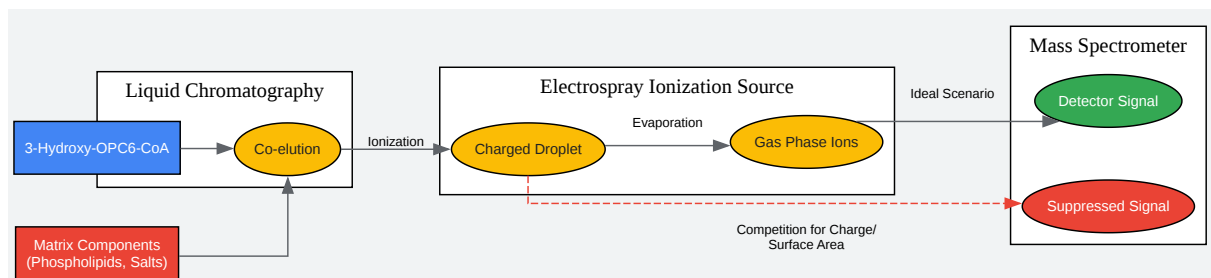 Mass Spectrometer
Liquid Chromatography
Electrospray Ionization Source
Ideal Scenario
Detector Signal
Evaporation
3-Hydroxy-OPC6-CoA
Co-elution
Ionization
Charged Droplet
Gas Phase Ions
Suppressed Signal
Competition for Charge/
Surface Area
Matrix Components
(Phospholipids, Salts)